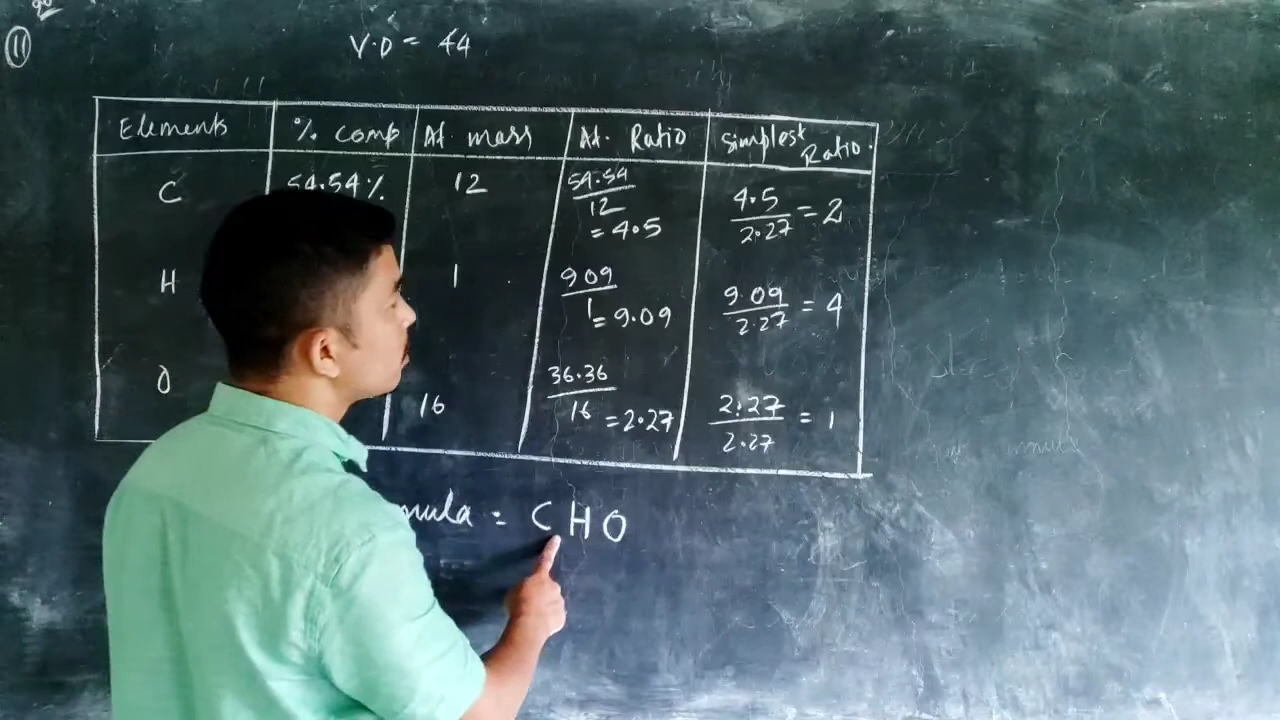 11
V.D = 44
Elements % comp At. mass At. Ratio Simplest Ratio.
C 54.54% 12 54.54/12 = 4.5 4.5/2.27 = 2
H 1 9.09/1 = 9.09 9.09/2.27 = 4
O 16 36.36/16 = 2.27 2.27/2.27 = 1
= C H O